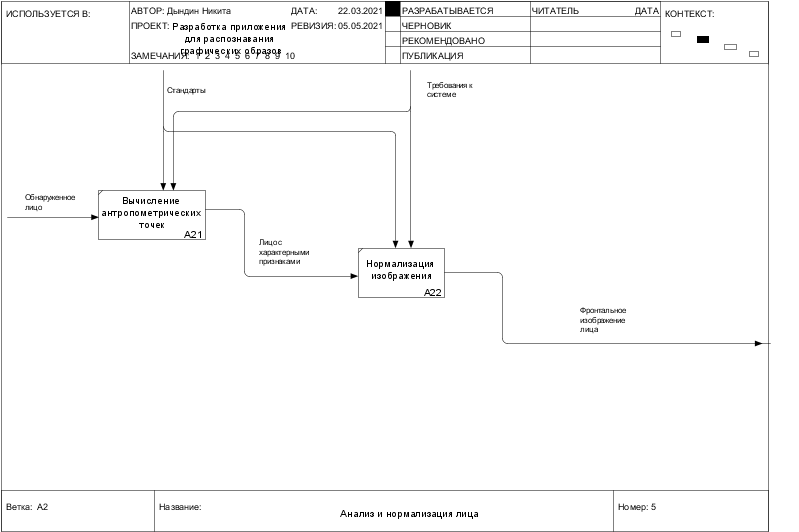 ИСПОЛЬЗУЕТСЯ В:
АВТОР: Дындин Никита
ДАТА: 22.03.2021
ПРОЕКТ: Разработка приложения
для распознавания
графических образов
РЕВИЗИЯ: 05.05.2021
ЗАМЕЧАНИЯ: 1 2 3 4 5 6 7 8 9 10
РАЗРАБАТЫВАЕТСЯ
ЧЕРНОВИК
РЕКОМЕНДОВАНО
ПУБЛИКАЦИЯ
ЧИТАТЕЛЬ ДАТА
КОНТЕКСТ:
Стандарты
Требования к
системе
Обнаруженное
лицо
Вычисление
антропометрических
точек
A21
Лицо с
характерными
признаками
Нормализация
изображения
A22
Фронтальное
изображение
лица
Ветка: A2
Название:
Анализ и нормализация лица
Номер: 5